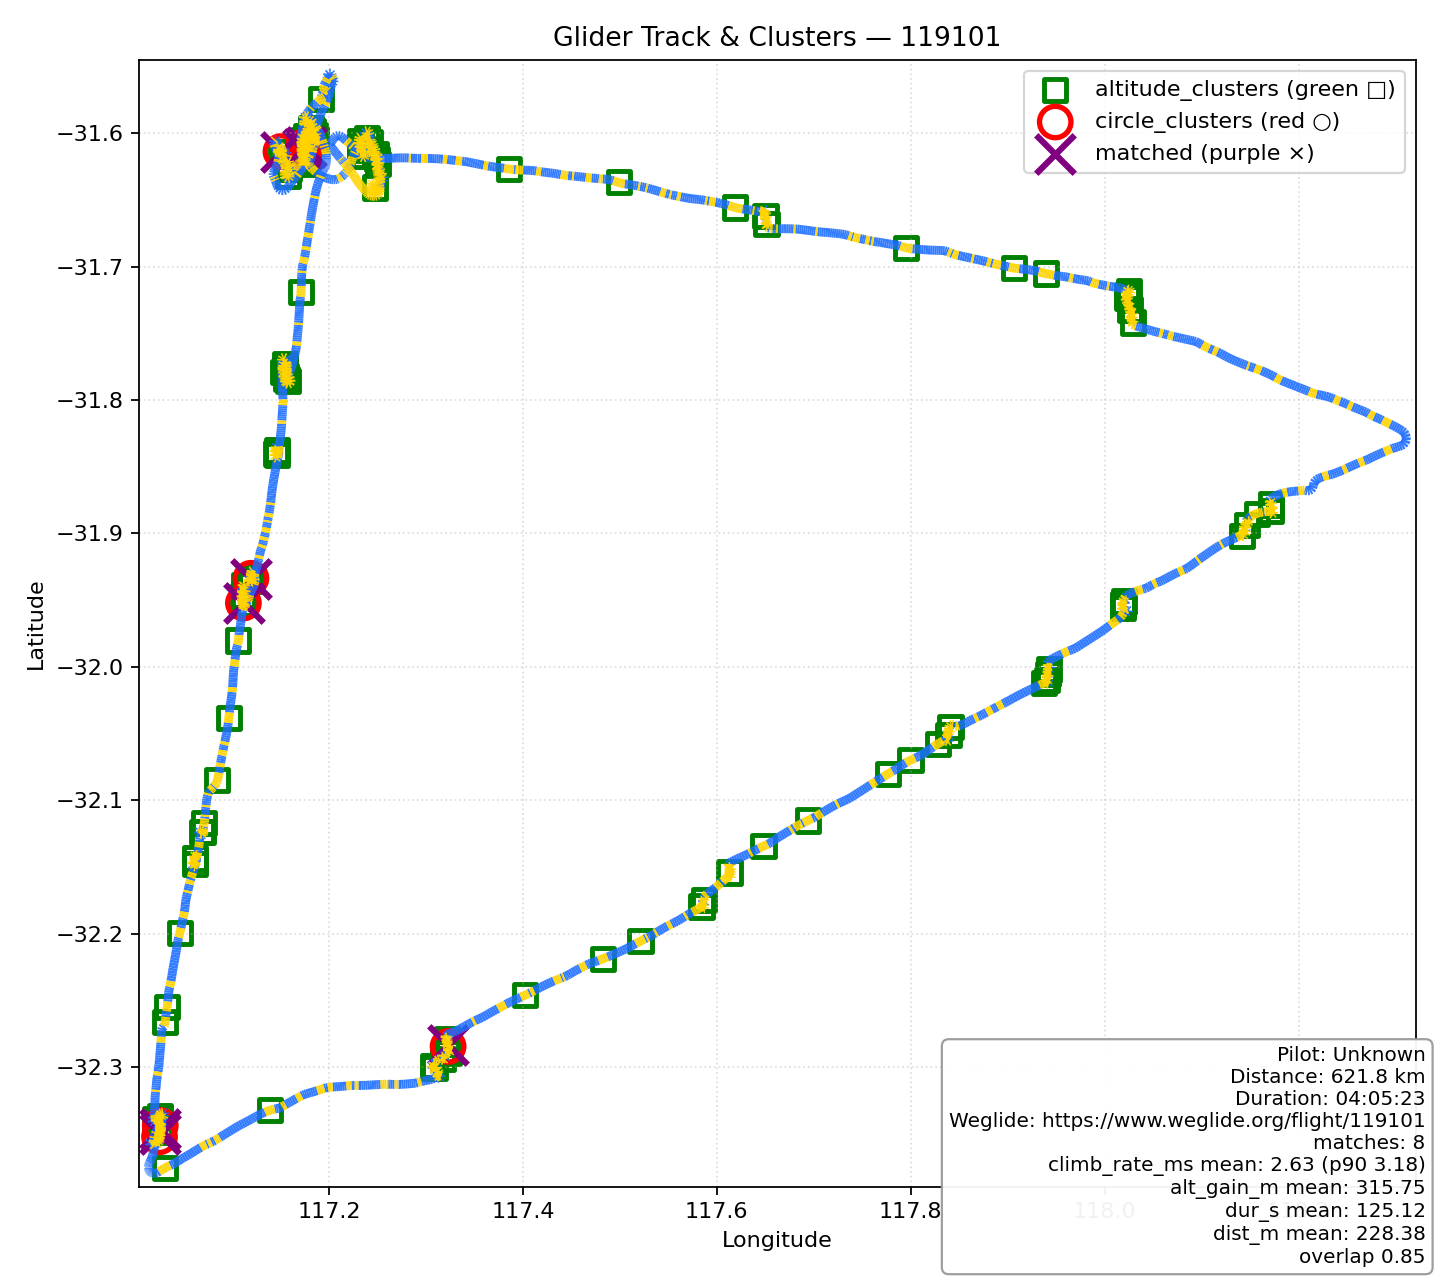 Glider Track & Clusters — 119101
altitude_clusters (green □)
circle_clusters (red ○)
matched (purple ×)
Latitude
−31.6
−31.7
−31.8
−31.9
−32.0
−32.1
−32.2
−32.3
117.2
117.4
117.6
117.8
118.0
Longitude
Pilot: Unknown
Distance: 621.8 km
Duration: 04:05:23
Weglide: https://www.weglide.org/flight/119101
matches: 8
climb_rate_ms mean: 2.63 (p90 3.18)
alt_gain_m mean: 315.75
dur_s mean: 125.12
dist_m mean: 228.38
overlap 0.85